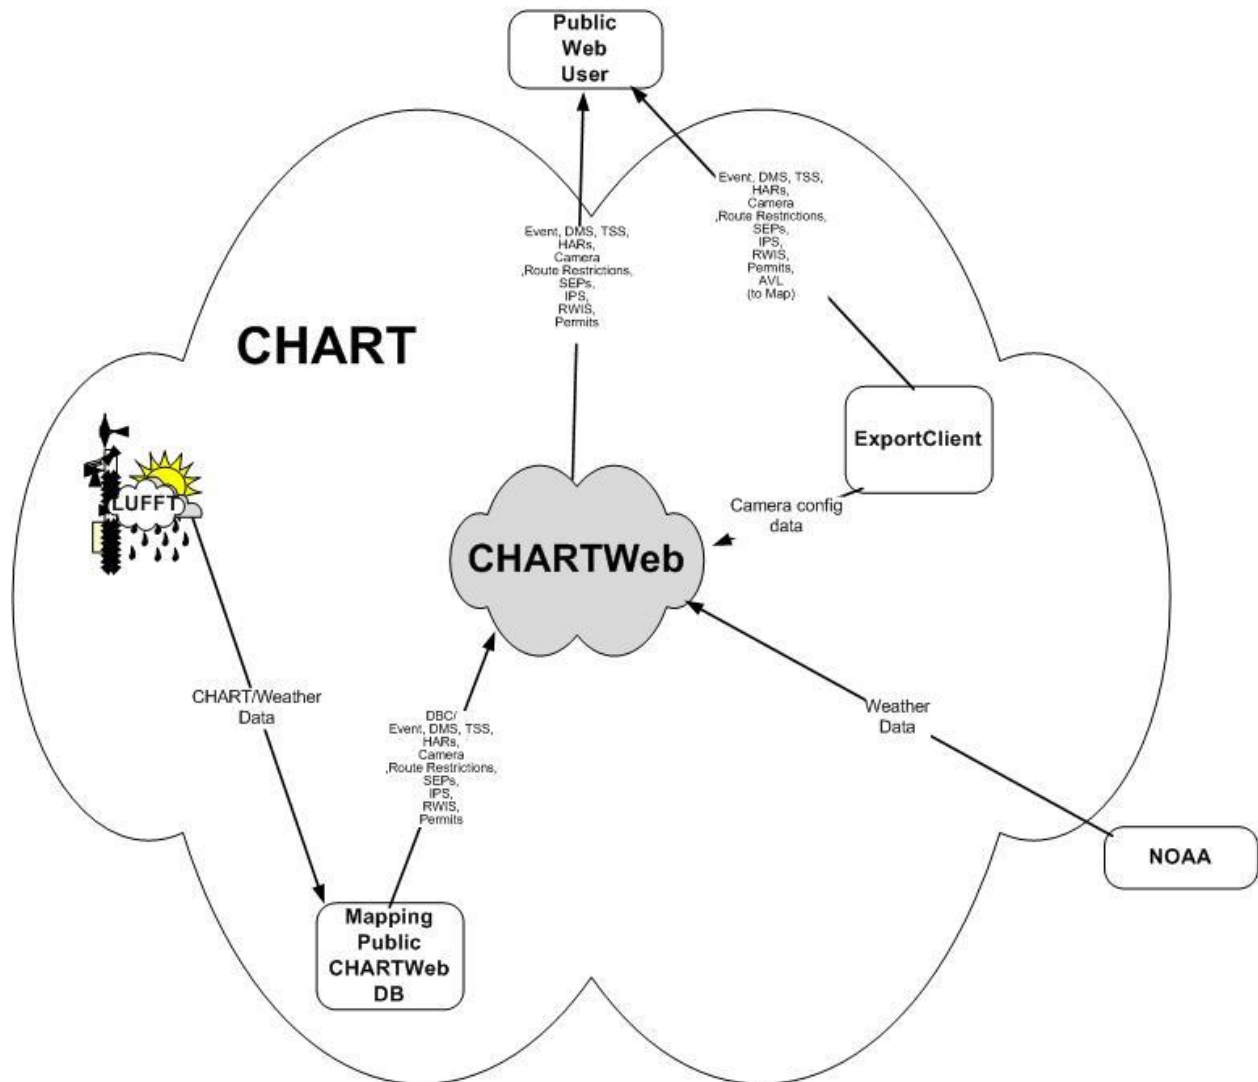 Public
Web
User
Event, DMS, TSS,
HARs,
Camera
,Route Restrictions,
SEPs,
IPS,
RWIS,
Permits,
AVL
(to Map)
Event, DMS, TSS,
HARs,
Camera
,Route Restrictions,
SEPs,
IPS,
RWIS,
Permits
CHART
ExportClient
LUFFT
Camera config
data
CHARTWeb
CHART/Weather
Data
Weather
Data
DBC/
Event, DMS, TSS,
HARs,
Camera
,Route Restrictions,
SEPs,
IPS,
RWIS,
Permits
NOAA
Mapping
Public
CHARTWeb
DB